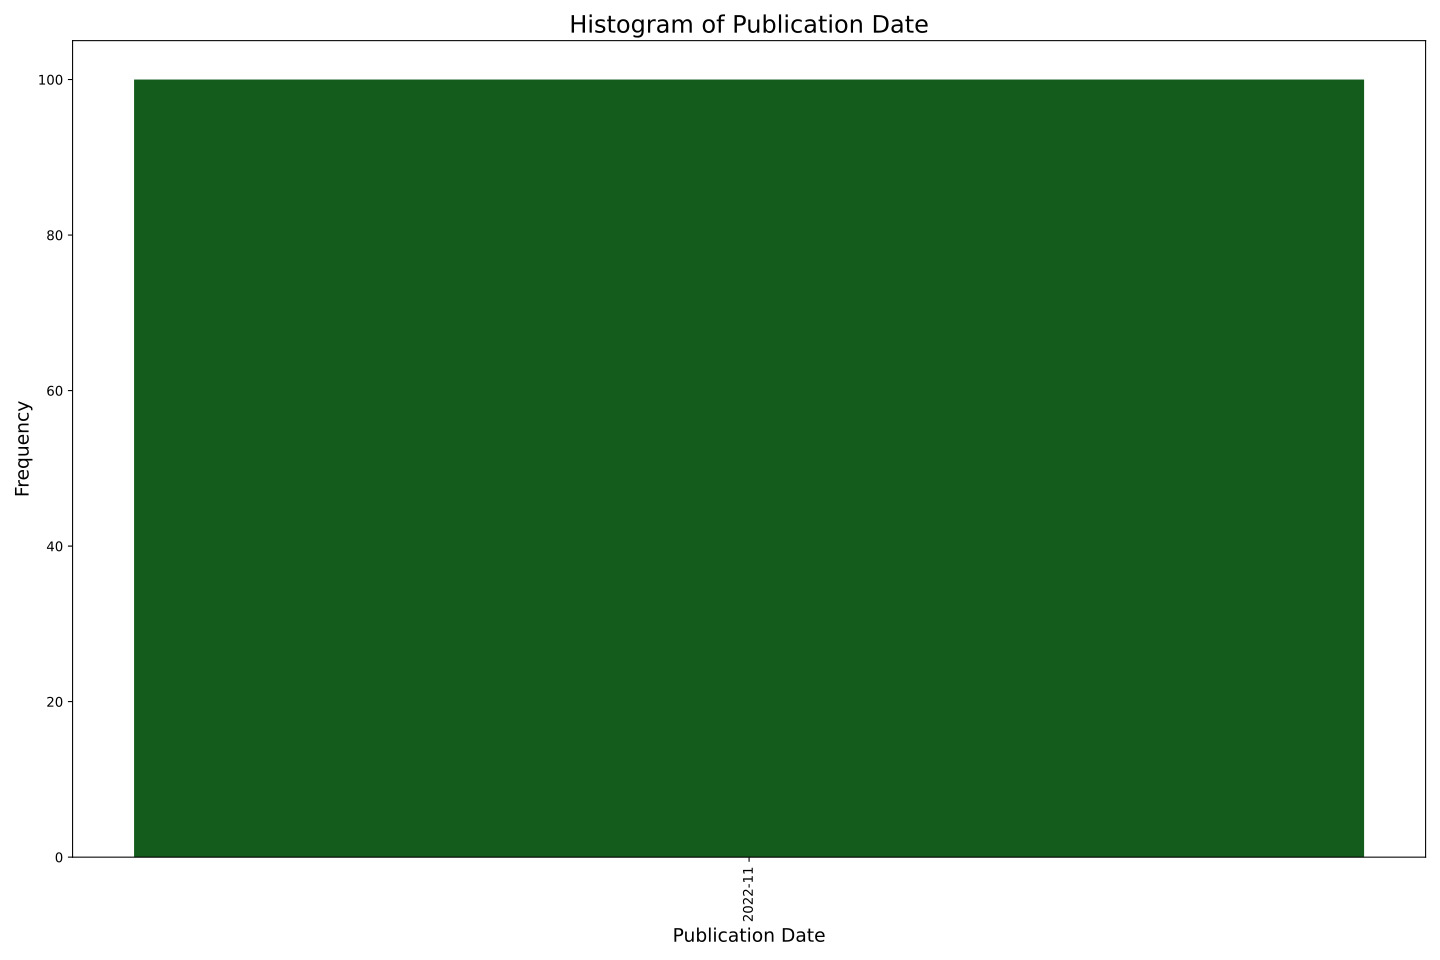 Histogram of Publication Date
100
80
60
40
20
0
Frequency
2022-11
Publication Date